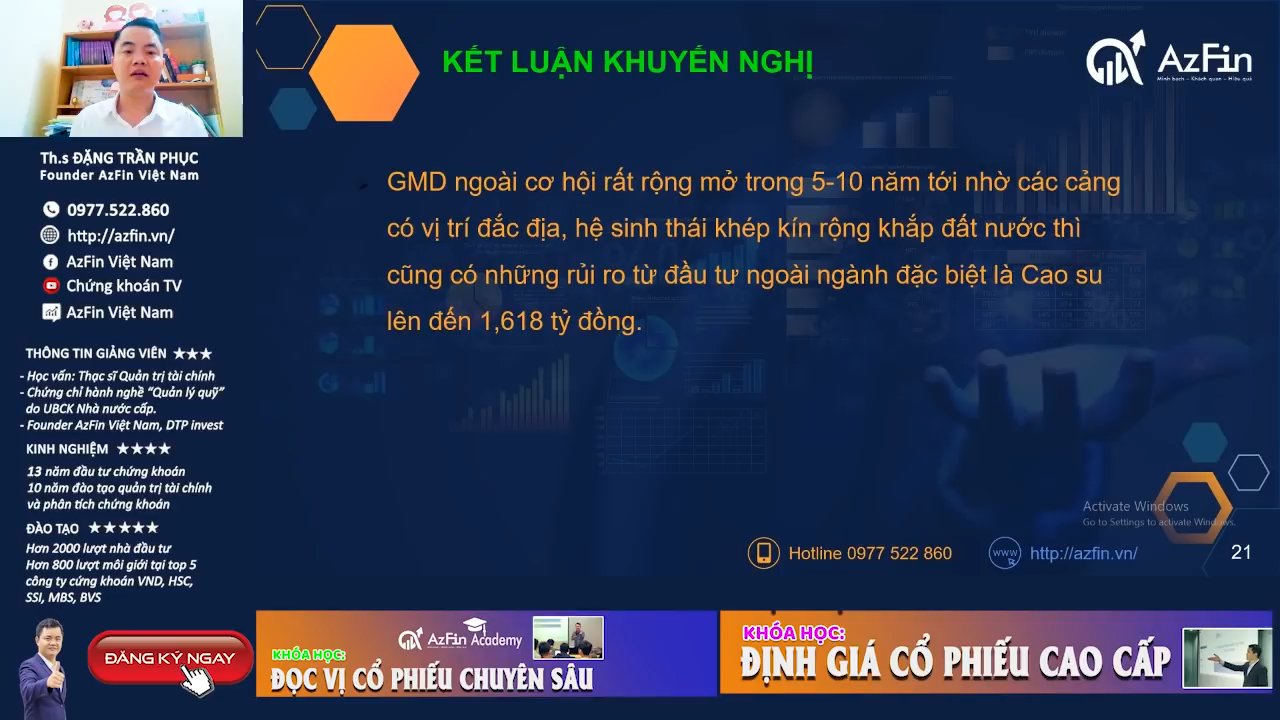 Th.s ĐẶNG TRẦN PHỤC
Founder AzFin Việt Nam
0977.522.860
http://azfin.vn/
AzFin Việt Nam
Chứng khoán TV
AzFin Việt Nam
THÔNG TIN GIẢNG VIÊN
- Học vấn: Thạc sĩ Quản trị tài chính
- Chứng chỉ hành nghề “Quản lý quỹ”
do UBCK Nhà nước cấp.
- Founder AzFin Việt Nam, DTP invest
KINH NGHIỆM
13 năm đầu tư chứng khoán
10 năm đào tạo quản trị tài chính
và phân tích chứng khoán
ĐÀO TẠO
Hơn 2000 lượt nhà đầu tư
Hơn 800 lượt môi giới tại top 5
công ty cứng khoán VND, HSC,
SSI, MBS, BVS
ĐĂNG KÝ NGAY
KẾT LUẬN KHUYẾN NGHỊ
AzFin
Minh bạch - Khách quan - Hiệu quả
GMD ngoài cơ hội rất rộng mở trong 5-10 năm tới nhờ các cảng
có vị trí đắc địa, hệ sinh thái khép kín rộng khắp đất nước thì
cũng có những rủi ro từ đầu tư ngoài ngành đặc biệt là Cao su
lên đến 1,618 tỷ đồng.
Activate Windows
Go to Settings to activate Windows.
Hotline 0977 522 860
www
http://azfin.vn/
21
AzFin Academy
KHÓA HỌC:
ĐỌC VỊ CỔ PHIẾU CHUYÊN SÂU
KHÓA HỌC:
ĐỊNH GIÁ CỔ PHIẾU CAO CẤP